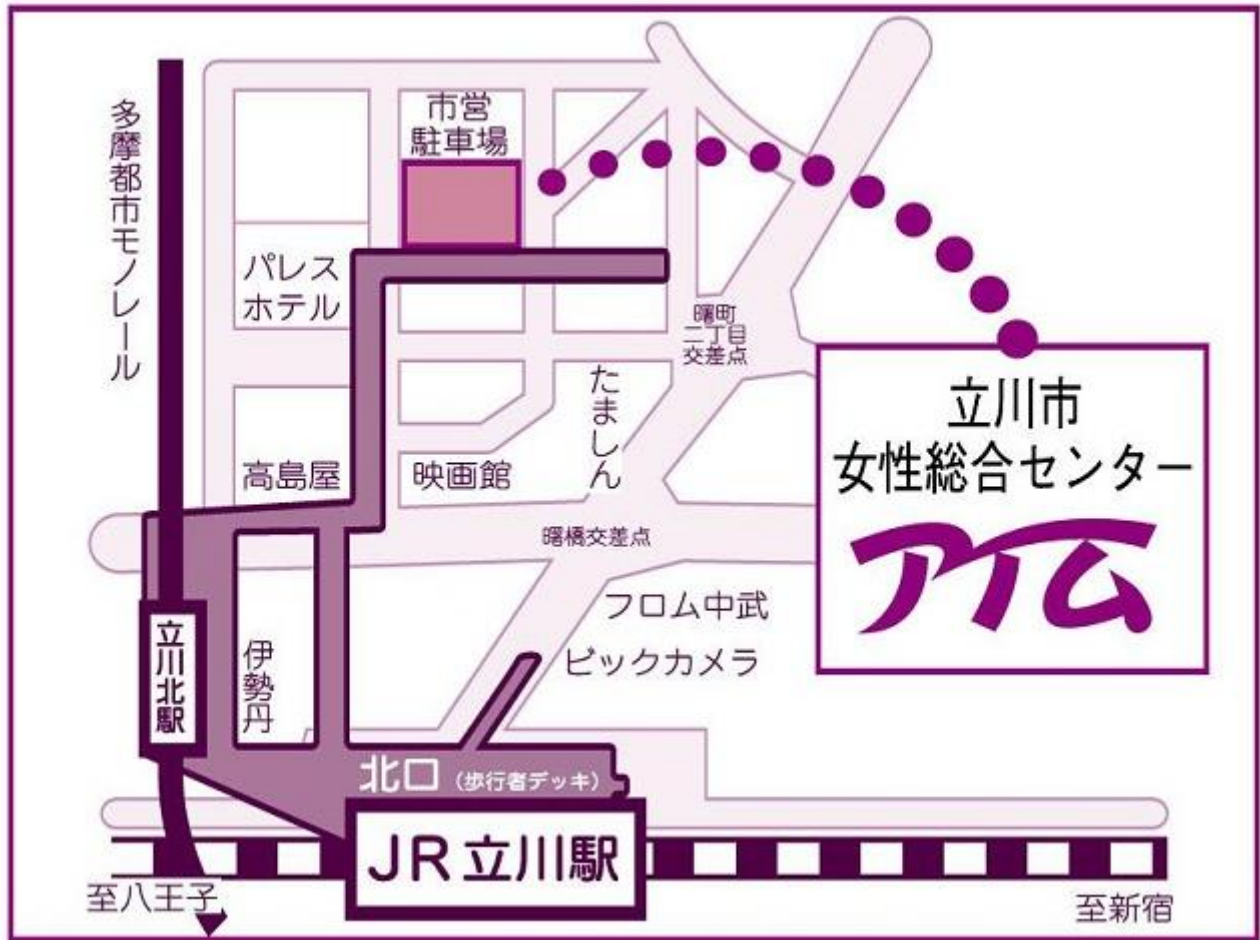 多摩都市モノレール
市営
駐車場
パレス
ホテル
曙町
二丁目
交差点
たましん
立川市
女性総合センター
アイム
高島屋
映画館
曙橋交差点
フロム中武
ビックカメラ
立川北駅
伊勢丹
北口(歩行者デッキ)
JR立川駅
至八王子
至新宿